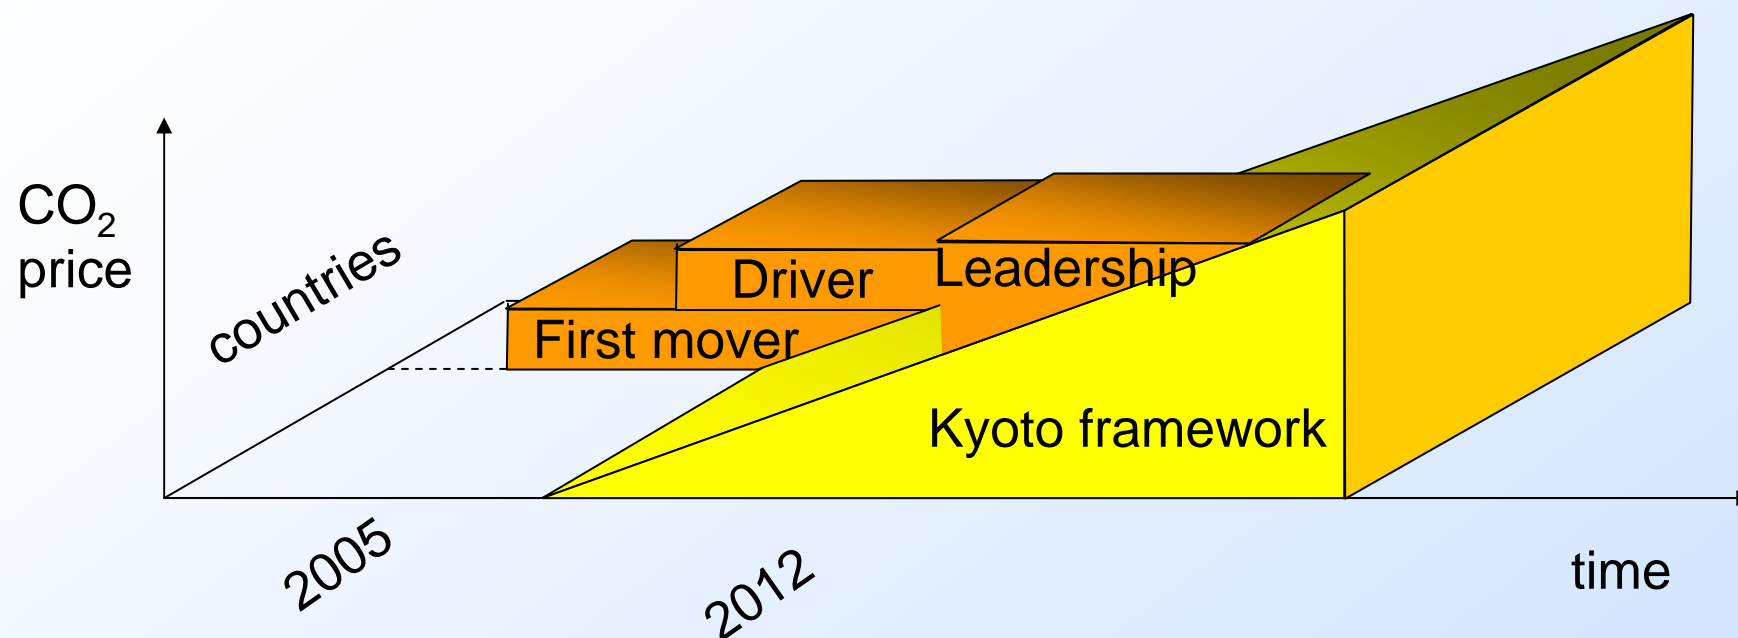 CO₂
price
countries
Driver
Leadership
First mover
Kyoto framework
2005
2012
time